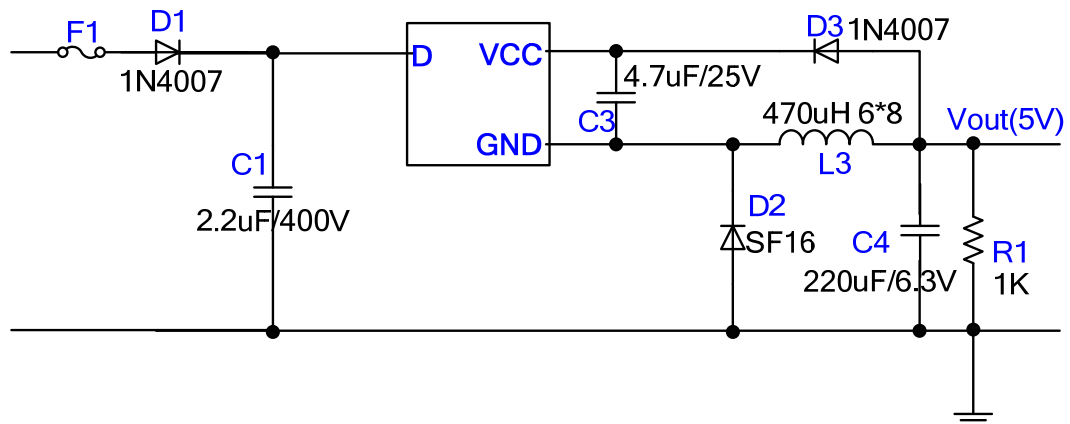 F1
D1
1N4007
D
VCC
GND
D3
1N4007
4.7uF/25V
C3
470uH 6*8
L3
Vout(5V)
C1
2.2uF/400V
D2
SF16
C4
220uF/6.3V
R1
1K